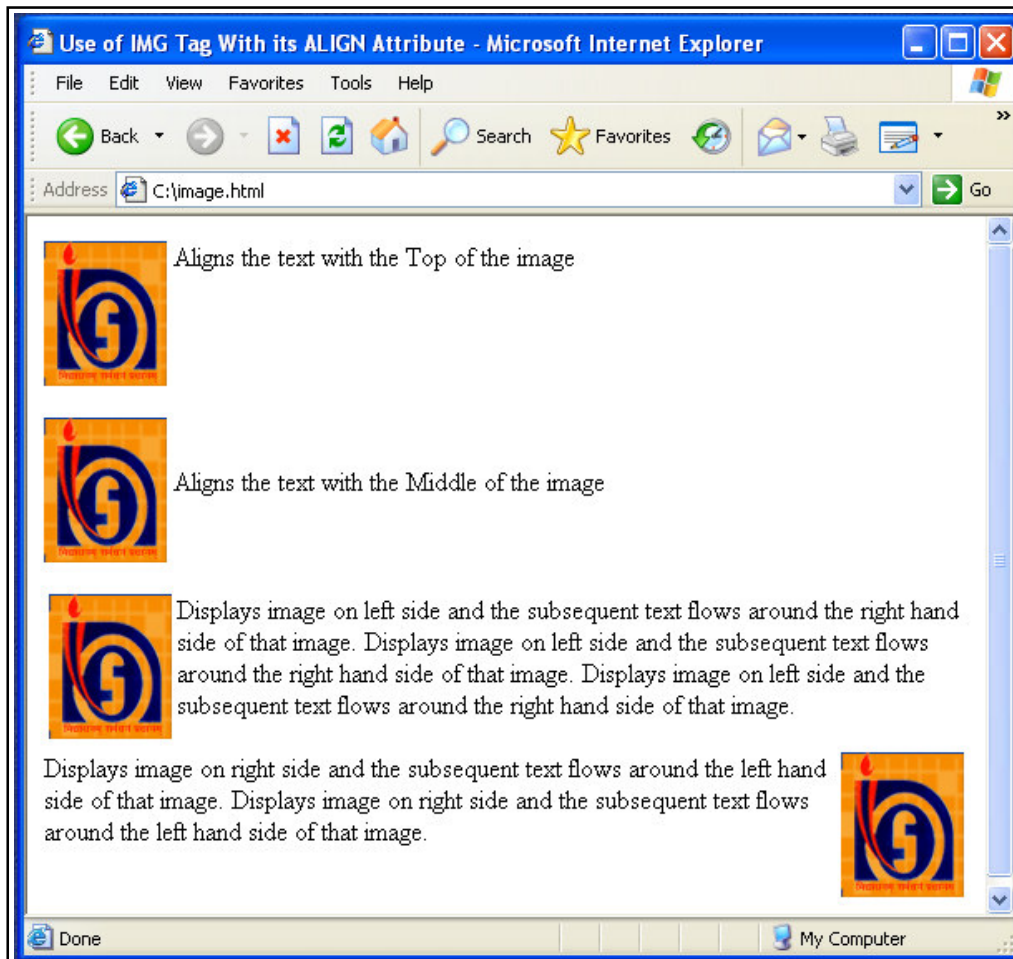 Use of IMG Tag With its ALIGN Attribute - Microsoft Internet Explorer
File Edit View Favorites Tools Help
Back Search Favorites
Address C:\image.html Go
Aligns the text with the Top of the image
Aligns the text with the Middle of the image
Displays image on left side and the subsequent text flows around the right hand
side of that image. Displays image on left side and the subsequent text flows
around the right hand side of that image. Displays image on left side and the
subsequent text flows around the right hand side of that image.
Displays image on right side and the subsequent text flows around the left hand
side of that image. Displays image on right side and the subsequent text flows
around the left hand side of that image.
Done My Computer